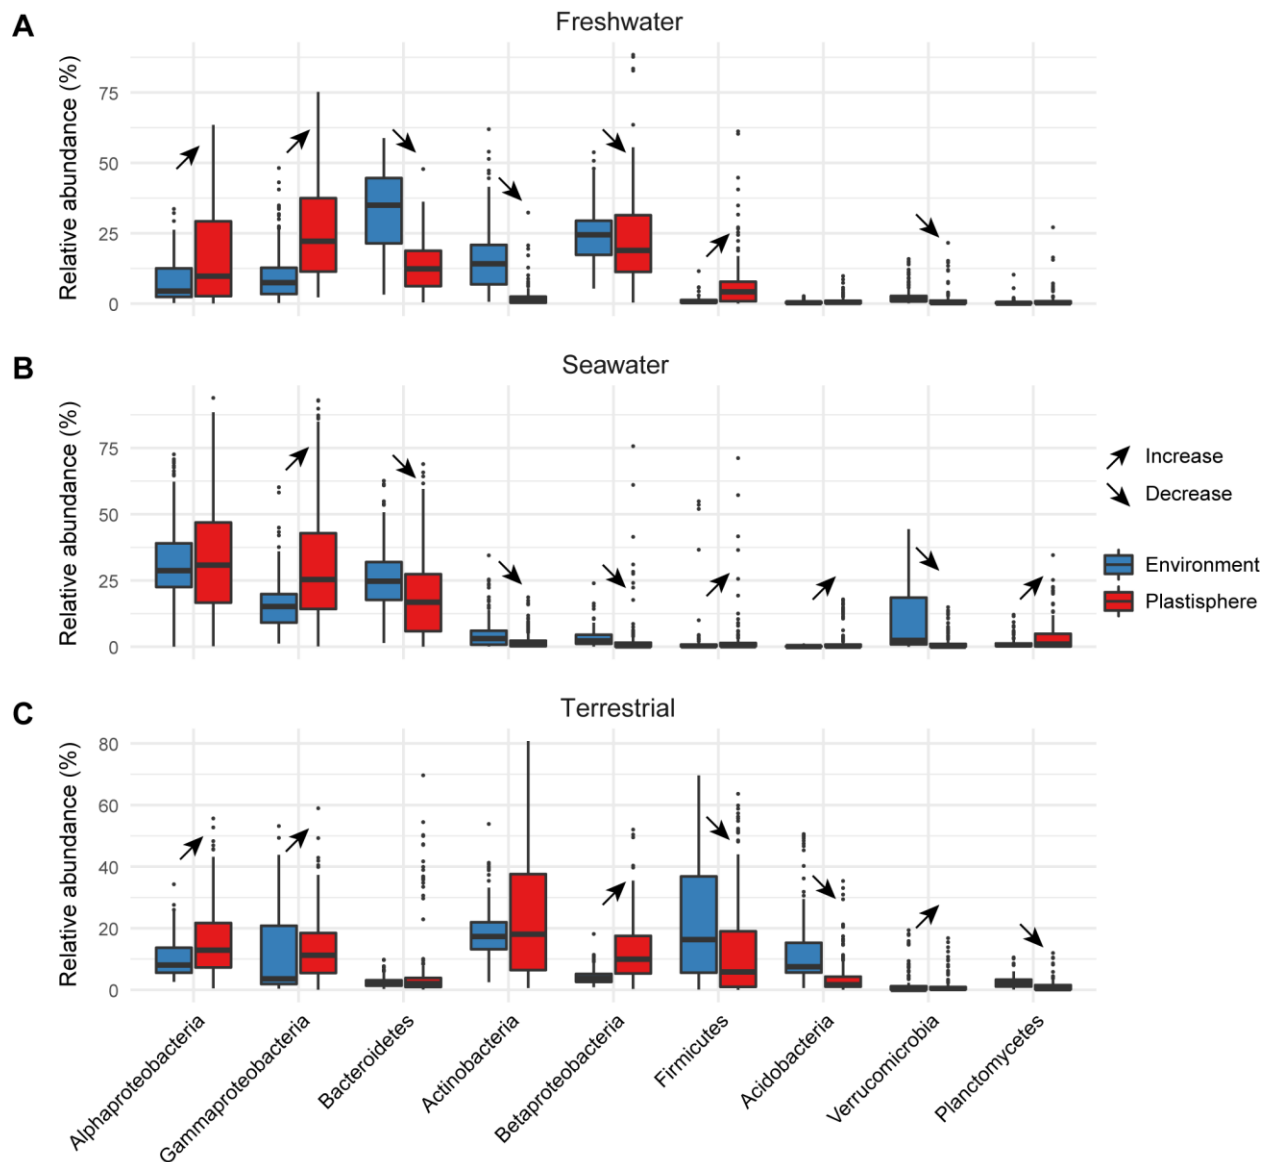 A
Freshwater
Relative abundance (%)
75
50
25
0
B
Seawater
Relative abundance (%)
75
50
25
0
Increase
Decrease
Environment
Plastisphere
C
Terrestrial
Relative abundance (%)
80
60
40
20
0
Alphaproteobacteria
Gammaproteobacteria
Bacteroidetes
Actinobacteria
Betaproteobacteria
Firmicutes
Acidobacteria
Verrucomicrobia
Planctomycetes